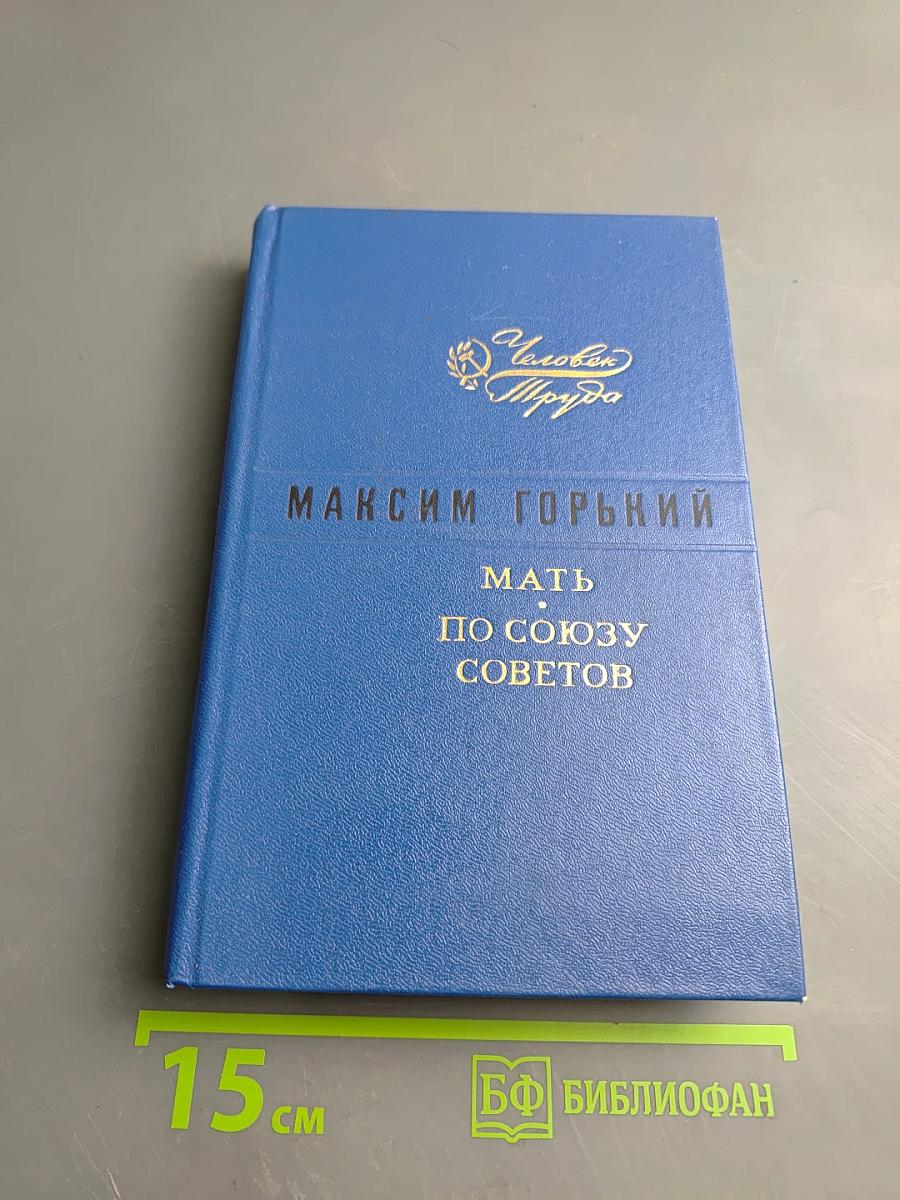 Человек
Труда
МАКСИМ ГОРЬКИЙ
МАТЬ
·
ПО СОЮЗУ
СОВЕТОВ
15 см
БФ БИБЛИОФАН